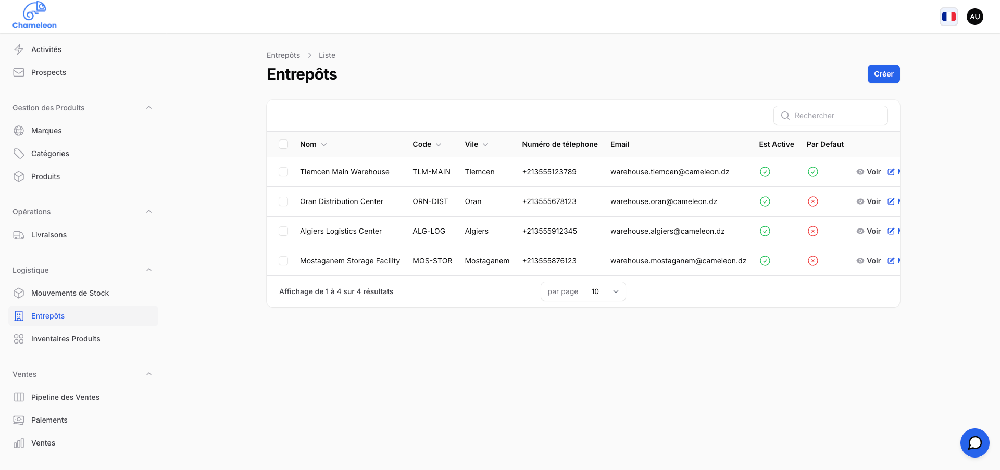 Chameleon
AU
Activités
Prospects
Gestion des Produits
Marques
Catégories
Produits
Opérations
Livraisons
Logistique
Mouvements de Stock
Entrepôts
Inventaires Produits
Ventes
Pipeline des Ventes
Paiements
Ventes
Entrepôts > Liste
Entrepôts
Créer
Rechercher
Nom Code Vile Numéro de télephone Email Est Active Par Defaut
Tlemcen Main Warehouse TLM-MAIN Tlemcen +213555123789 warehouse.tlemcen@cameleon.dz Voir
Oran Distribution Center ORN-DIST Oran +213555678123 warehouse.oran@cameleon.dz Voir
Algiers Logistics Center ALG-LOG Algiers +213555912345 warehouse.algiers@cameleon.dz Voir
Mostaganem Storage Facility MOS-STOR Mostaganem +213555876123 warehouse.mostaganem@cameleon.dz Voir
Affichage de 1 à 4 sur 4 résultats par page 10